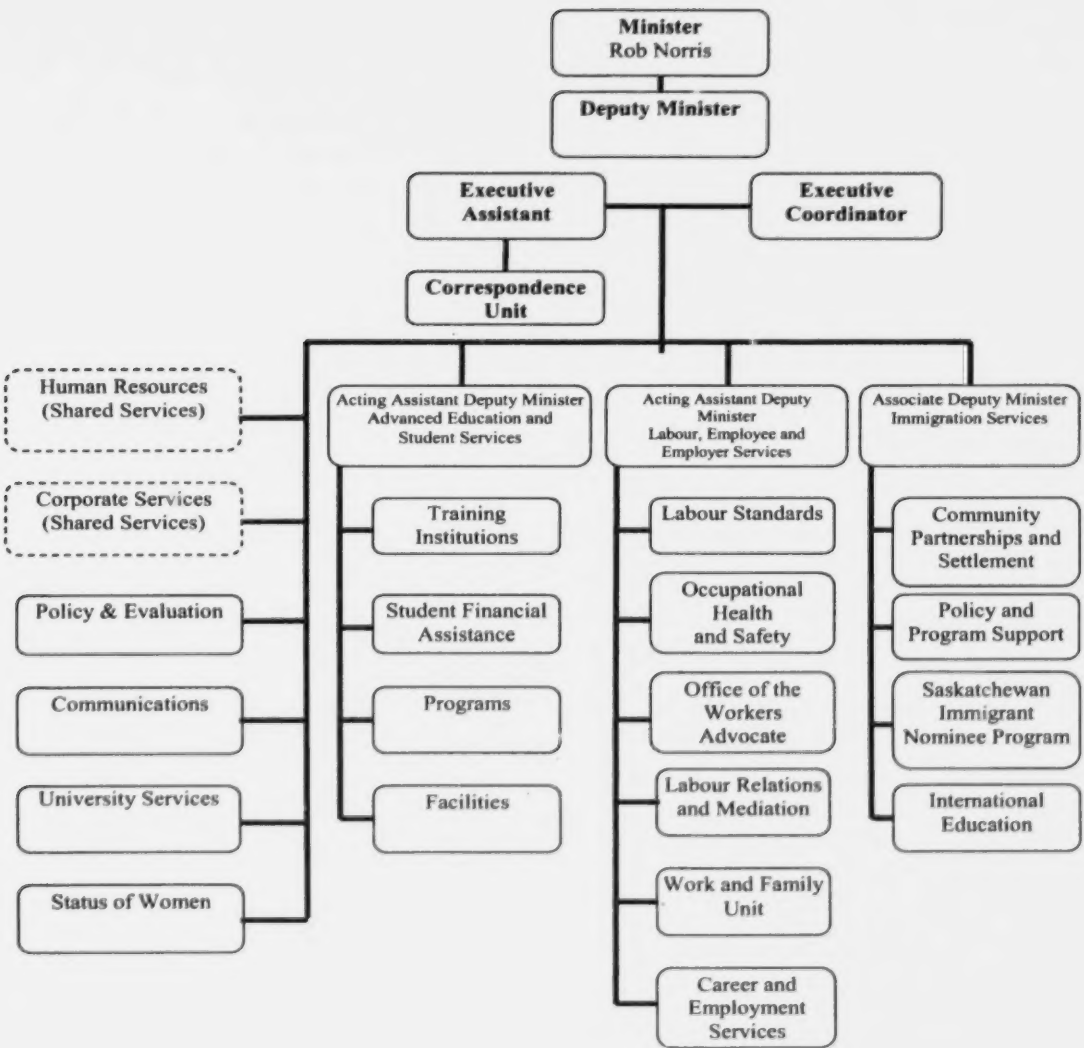 Minister
Rob Norris
Deputy Minister
Executive
Assistant
Executive
Coordinator
Correspondence
Unit
Human Resources
(Shared Services)
Corporate Services
(Shared Services)
Policy & Evaluation
Communications
University Services
Status of Women
Acting Assistant Deputy Minister
Advanced Education and
Student Services
Training
Institutions
Student Financial
Assistance
Programs
Facilities
Acting Assistant Deputy
Minister
Labour, Employee and
Employer Services
Labour Standards
Occupational
Health
and Safety
Office of the
Workers
Advocate
Labour Relations
and Mediation
Work and Family
Unit
Career and
Employment
Services
Associate Deputy Minister
Immigration Services
Community
Partnerships and
Settlement
Policy and
Program Support
Saskatchewan
Immigrant
Nominee Program
International
Education